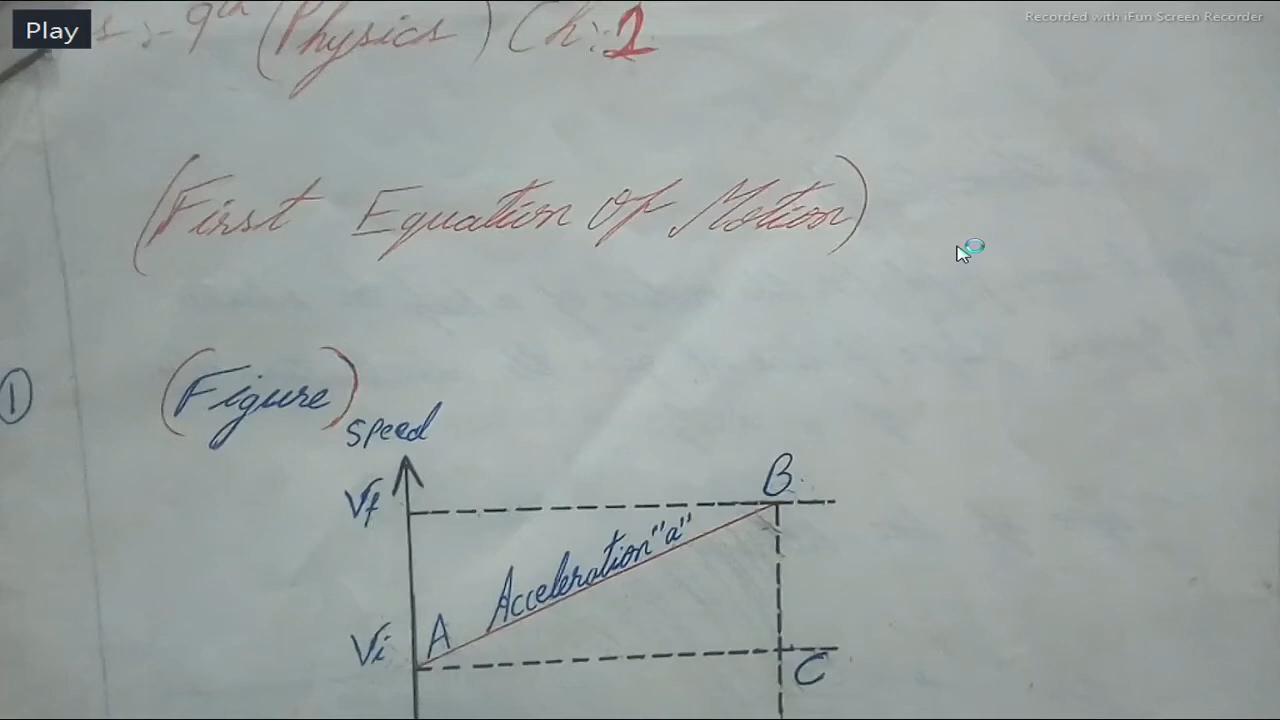 Play
Recorded with iFun Screen Recorder
s :- 9th (Physics) Ch: 2
(First Equation Of Motion)
1
(Figure)
speed
Vf
B
Acceleration "a"
Vi
A
C